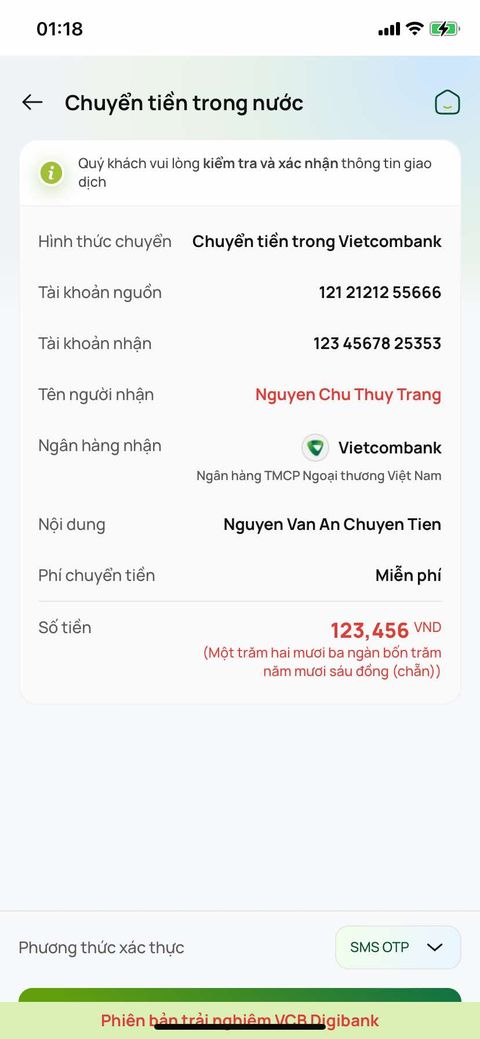 01:18
Chuyển tiền trong nước
Quý khách vui lòng kiểm tra và xác nhận thông tin giao
dịch
Hình thức chuyển Chuyển tiền trong Vietcombank
Tài khoản nguồn 121 21212 55666
Tài khoản nhận 123 45678 25353
Tên người nhận Nguyen Chu Thuy Trang
Ngân hàng nhận Vietcombank
Ngân hàng TMCP Ngoại thương Việt Nam
Nội dung Nguyen Van An Chuyen Tien
Phí chuyển tiền Miễn phí
Số tiền 123,456 VND
(Một trăm hai mươi ba ngàn bốn trăm
năm mươi sáu đồng (chẵn))
Phương thức xác thực SMS OTP
Phiên bản trải nghiệm VCB Digibank